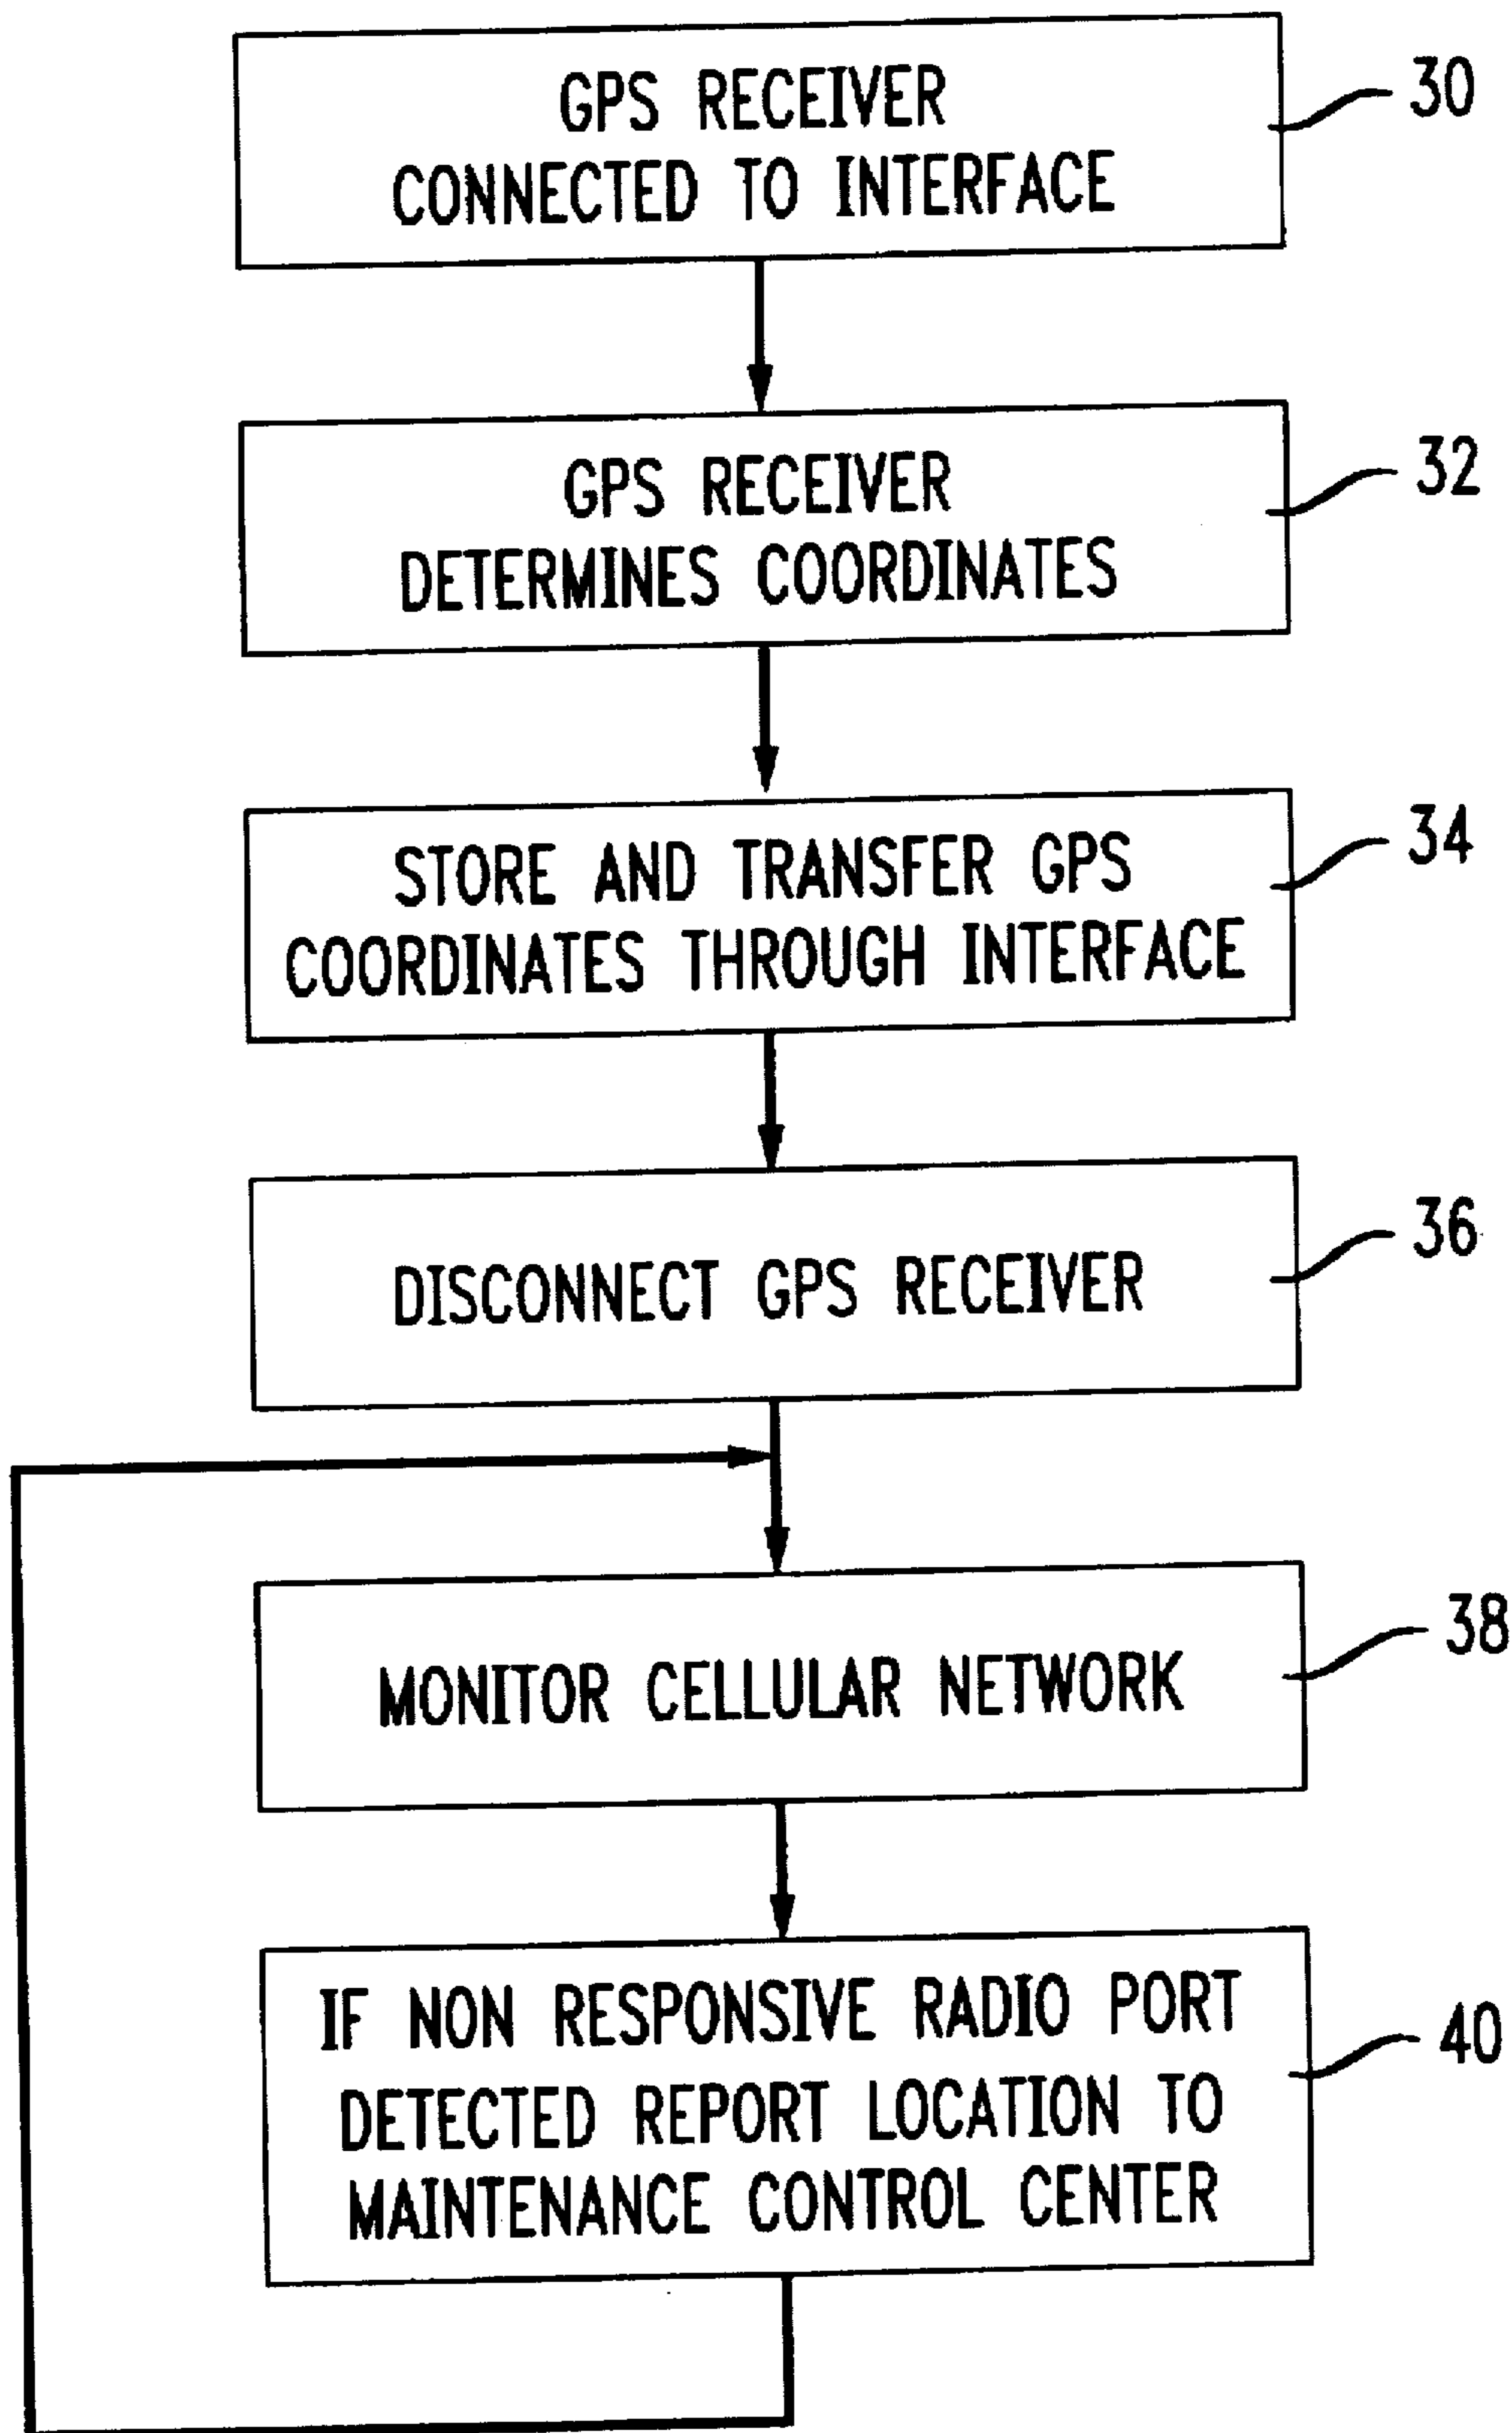 GPS RECEIVER
CONNECTED TO INTERFACE
30
GPS RECEIVER
DETERMINES COORDINATES
32
STORE AND TRANSFER GPS
COORDINATES THROUGH INTERFACE
34
DISCONNECT GPS RECEIVER
36
MONITOR CELLULAR NETWORK
38
IF NON RESPONSIVE RADIO PORT
DETECTED REPORT LOCATION TO
MAINTENANCE CONTROL CENTER
40